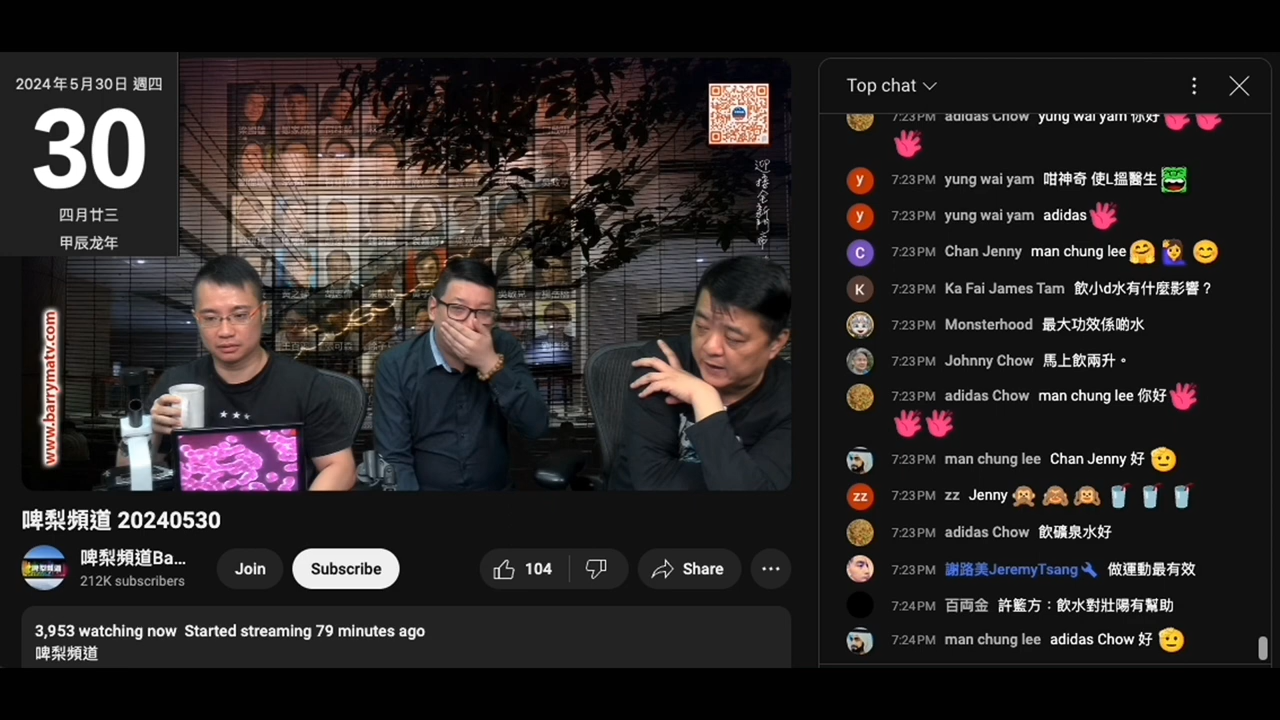 2024年5月30日 週四
30
四月廿三
甲辰龙年
迎接全新門市
www.barrymatv.com
啤梨頻道 20240530
啤梨頻道Ba...
212K subscribers
Join
Subscribe
104
Share
3,953 watching now Started streaming 79 minutes ago
啤梨頻道
Top chat
7:23 PM adidas Chow yung wai yam 你好
y 7:23 PM yung wai yam 咁神奇 使L搵醫生
y 7:23 PM yung wai yam adidas
C 7:23 PM Chan Jenny man chung lee
K 7:23 PM Ka Fai James Tam 飲小d水有什麼影響？
7:23 PM Monsterhood 最大功效係啲水
7:23 PM Johnny Chow 馬上飲兩升。
7:23 PM adidas Chow man chung lee 你好
7:23 PM man chung lee Chan Jenny 好
zz 7:23 PM zz Jenny
7:23 PM adidas Chow 飲礦泉水好
7:23 PM 謝路美JeremyTsang 做運動最有效
7:24 PM 百両金 許籃方：飲水對壯陽有幫助
7:24 PM man chung lee adidas Chow 好